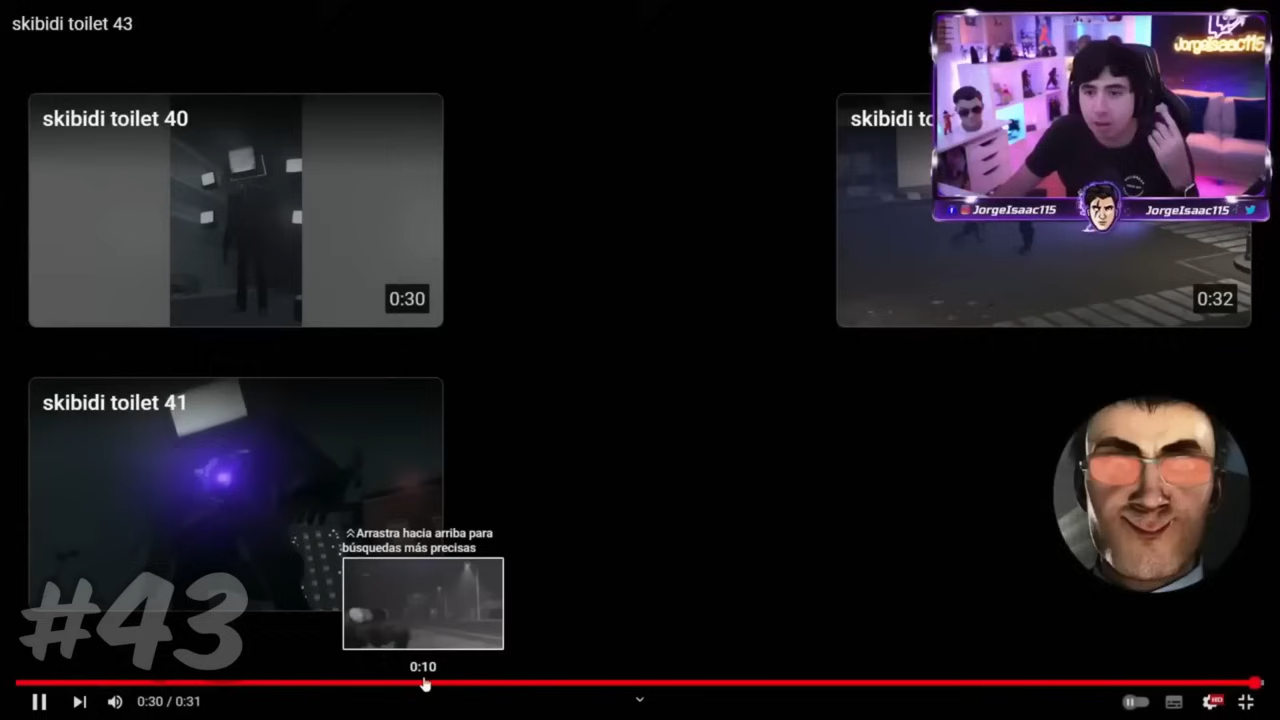 skibidi toilet 43
JorgeIsaac115
skibidi toilet 40
skibidi to
JorgeIsaac115
JorgeIsaac115
0:30
0:32
skibidi toilet 41
Arrastra hacia arriba para
búsquedas más precisas
#43
0:10
0:30 / 0:31
HD